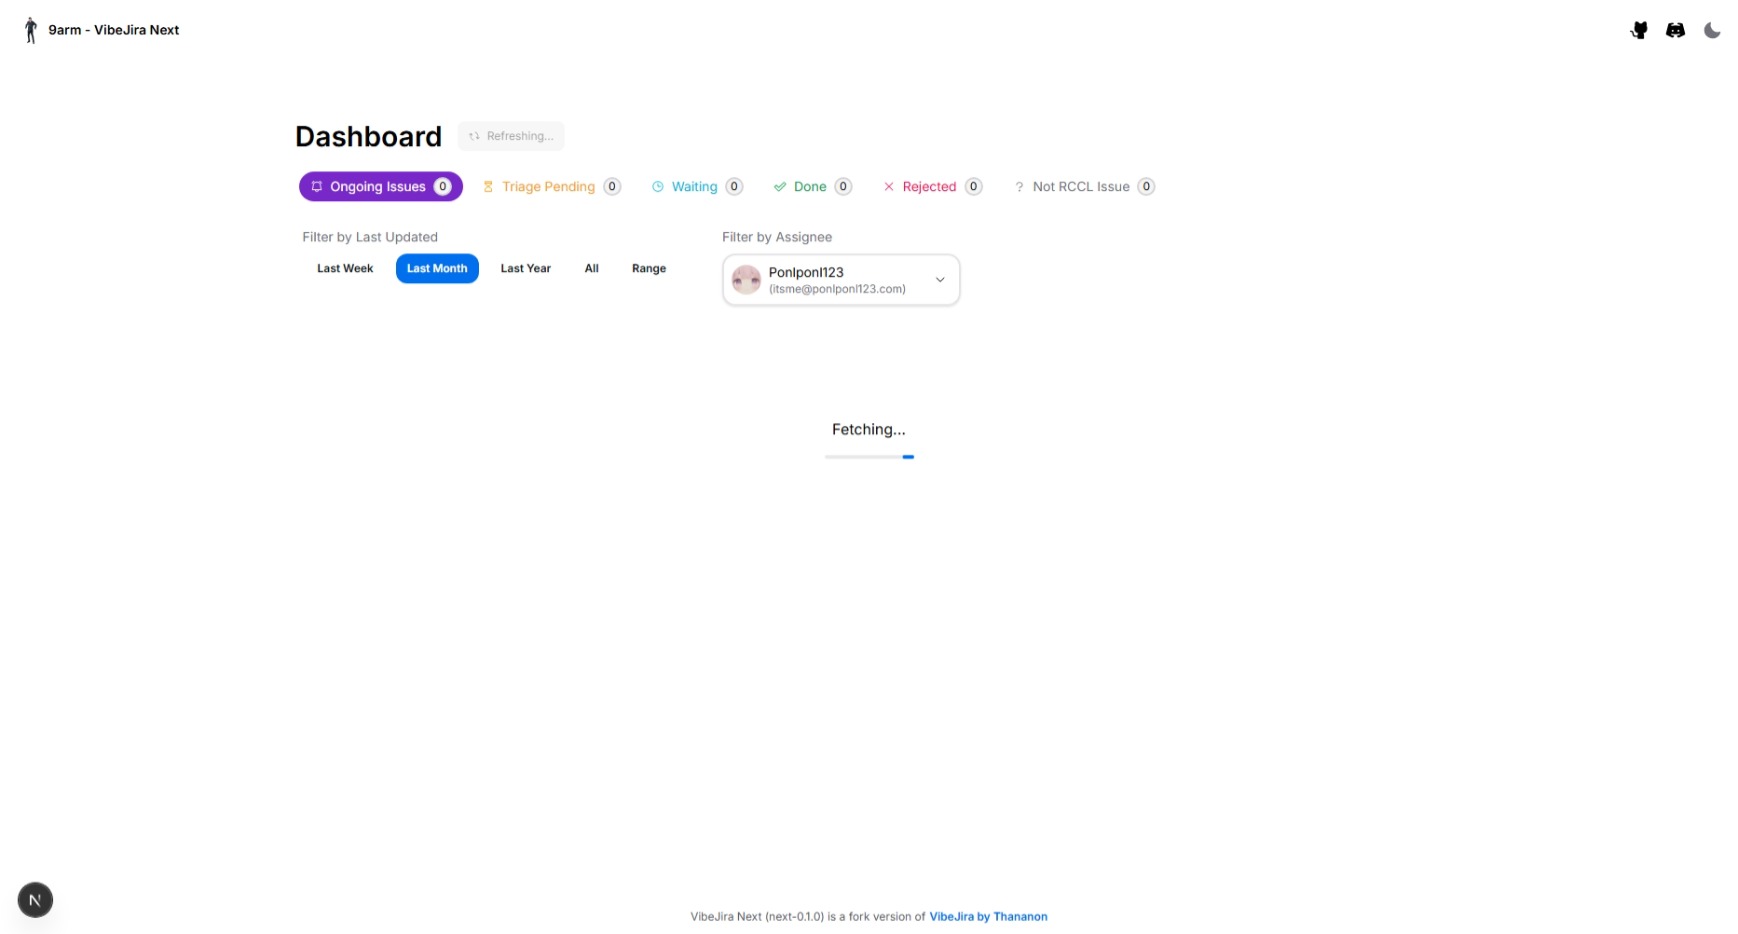 9arm - VibeJira Next
Dashboard
Refreshing...
Ongoing Issues 0
Triage Pending 0
Waiting 0
Done 0
Rejected 0
? Not RCCL Issue 0
Filter by Last Updated
Last Week
Last Month
Last Year
All
Range
Filter by Assignee
Ponlponl123
(itsme@ponlponl123.com)
Fetching...
N
VibeJira Next (next-0.1.0) is a fork version of VibeJira by Thananon